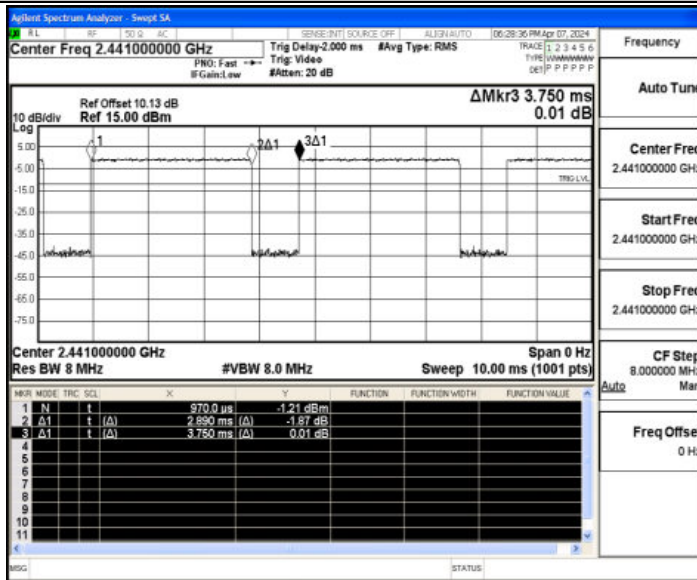 Agilent Spectrum Analyzer - Swept SA
RL RF 50 Ω AC SENSE:INT SOURCE OFF ALIGN AUTO 06:28:36 PM Apr 07, 2024
Center Freq 2.441000000 GHz
Trig Delay-2.000 ms #Avg Type: RMS
TRACE 1 2 3 4 5 6
PNO: Fast Trig: Video
TYPE WWWWWW
IFGain:Low #Atten: 20 dB
DET P P P P P P
Ref Offset 10.13 dB
ΔMkr3 3.750 ms
10 dB/div Ref 15.00 dBm
0.01 dB
Log
1
2Δ1
3Δ1
5.00
-5.00
TRIG LVL
-15.0
-25.0
-35.0
-45.0
-55.0
-65.0
-75.0
Center 2.441000000 GHz Span 0 Hz
Res BW 8 MHz #VBW 8.0 MHz Sweep 10.00 ms (1001 pts)
MKR MODE TRC SCL X Y FUNCTION FUNCTION WIDTH FUNCTION VALUE
1 N t 970.0 us -1.21 dBm
2 Δ1 t (Δ) 2.890 ms (Δ) -1.87 dB
3 Δ1 t (Δ) 3.750 ms (Δ) 0.01 dB
4
5
6
7
8
9
10
11
MSG STATUS
Frequency
Auto Tune
Center Freq
2.441000000 GHz
Start Freq
2.441000000 GHz
Stop Freq
2.441000000 GHz
CF Step
8.000000 MHz
Auto Man
Freq Offset
0 Hz